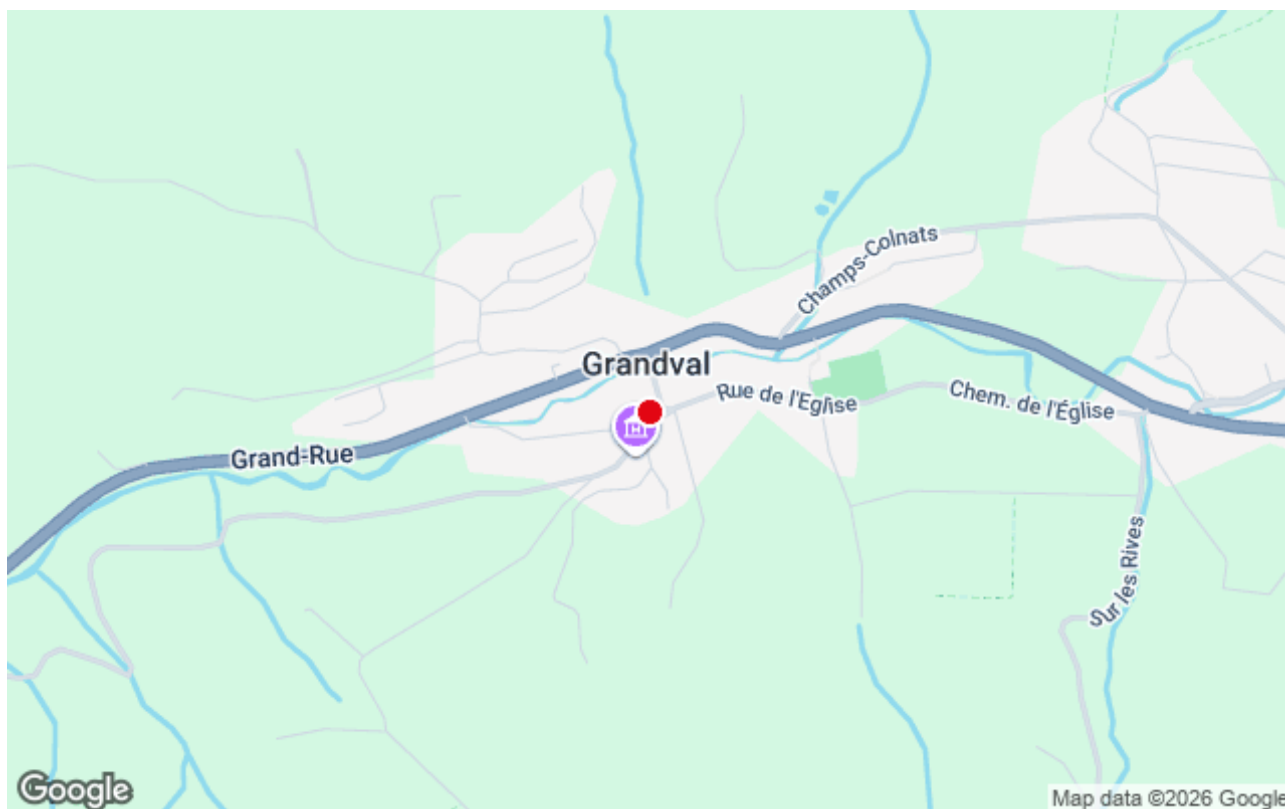 Champs-Colnats
Grandval
Rue de l'Eglise
Chem. de l'Église
Grand-Rue
Sur les Rives
Google
Map data ©2026 Google